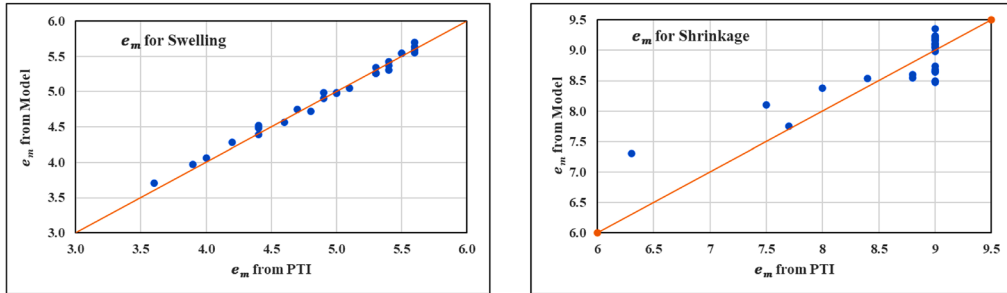 e_m for Swelling
6.0
5.5
5.0
4.5
4.0
3.5
3.0
e_m from Model
3.0 3.5 4.0 4.5 5.0 5.5 6.0
e_m from PTI
e_m for Shrinkage
9.5
9.0
8.5
8.0
7.5
7.0
6.5
6.0
e_m from Model
6 6.5 7 7.5 8 8.5 9 9.5
e_m from PTI